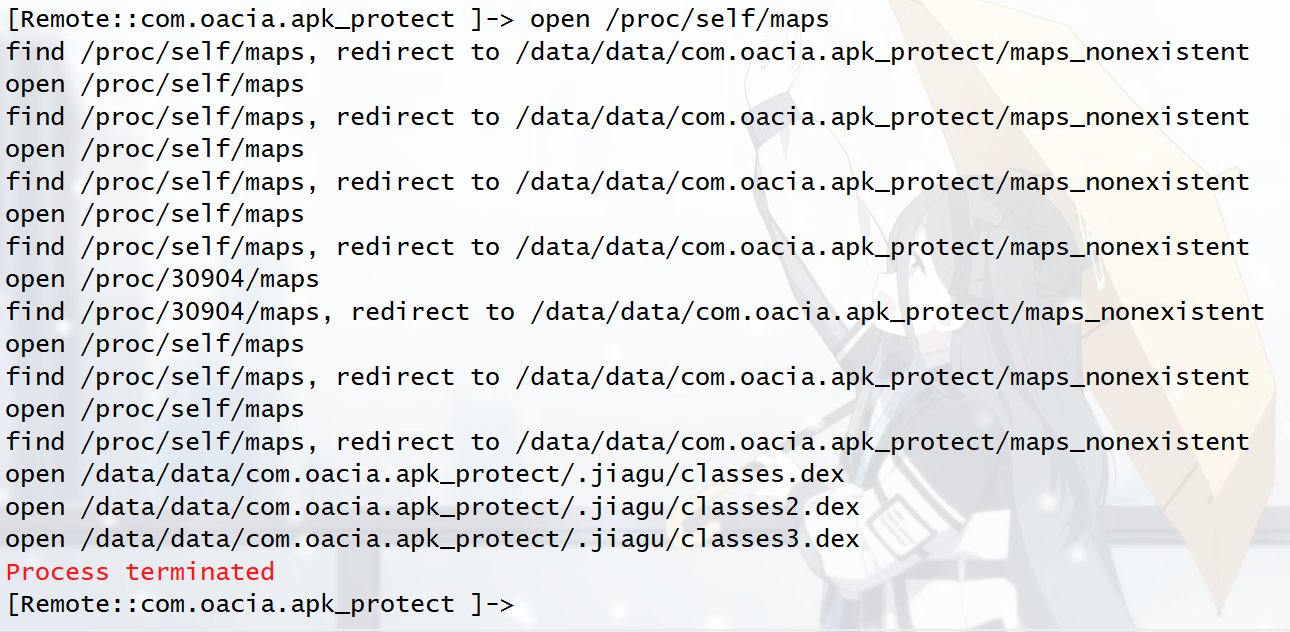 [Remote::com.oacia.apk_protect ]-> open /proc/self/maps
find /proc/self/maps, redirect to /data/data/com.oacia.apk_protect/maps_nonexistent
open /proc/self/maps
find /proc/self/maps, redirect to /data/data/com.oacia.apk_protect/maps_nonexistent
open /proc/self/maps
find /proc/self/maps, redirect to /data/data/com.oacia.apk_protect/maps_nonexistent
open /proc/self/maps
find /proc/self/maps, redirect to /data/data/com.oacia.apk_protect/maps_nonexistent
open /proc/30904/maps
find /proc/30904/maps, redirect to /data/data/com.oacia.apk_protect/maps_nonexistent
open /proc/self/maps
find /proc/self/maps, redirect to /data/data/com.oacia.apk_protect/maps_nonexistent
open /proc/self/maps
find /proc/self/maps, redirect to /data/data/com.oacia.apk_protect/maps_nonexistent
open /data/data/com.oacia.apk_protect/.jiagu/classes.dex
open /data/data/com.oacia.apk_protect/.jiagu/classes2.dex
open /data/data/com.oacia.apk_protect/.jiagu/classes3.dex
Process terminated
[Remote::com.oacia.apk_protect ]->